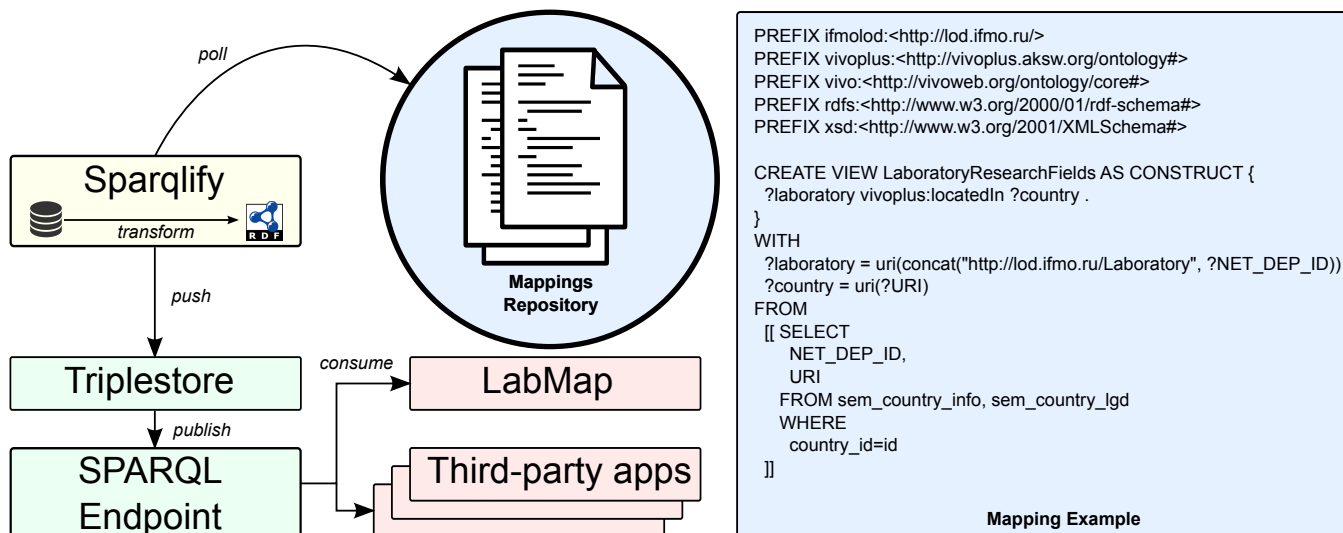 poll
Sparqlify
transform
RDF
push
Mappings
Repository
Triplestore
consume
LabMap
publish
SPARQL
Endpoint
Third-party apps
PREFIX ifmolod:<http://lod.ifmo.ru/>
PREFIX vivoplus:<http://vivoplus.aksw.org/ontology#>
PREFIX vivo:<http://vivoweb.org/ontology/core#>
PREFIX rdfs:<http://www.w3.org/2000/01/rdf-schema#>
PREFIX xsd:<http://www.w3.org/2001/XMLSchema#>
CREATE VIEW LaboratoryResearchFields AS CONSTRUCT {
?laboratory vivoplus:locatedIn ?country .
}
WITH
?laboratory = uri(concat("http://lod.ifmo.ru/Laboratory", ?NET_DEP_ID))
?country = uri(?URI)
FROM
[[ SELECT
NET_DEP_ID,
URI
FROM sem_country_info, sem_country_lgd
WHERE
country_id=id
]]
Mapping Example